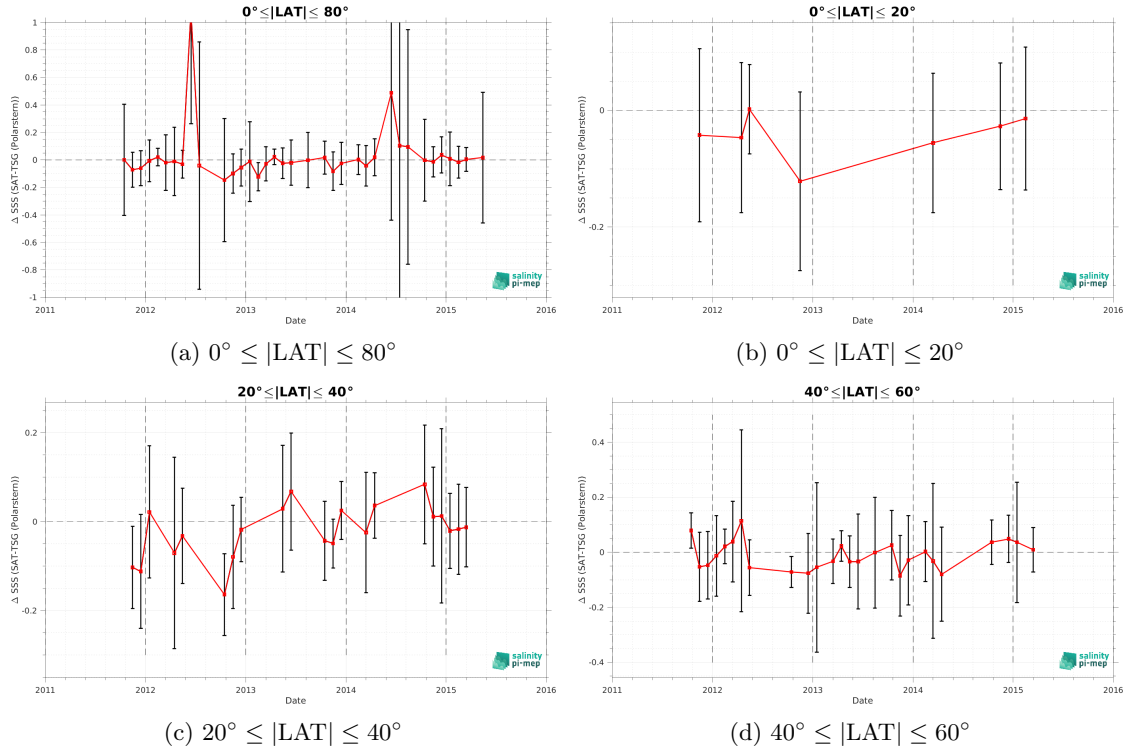 0°≤|LAT|≤ 80°
Δ SSS (SAT-TSG (Polarstern))
1
0.8
0.6
0.4
0.2
0
-0.2
-0.4
-0.6
-0.8
-1
2011 2012 2013 2014 2015 2016
Date
salinity
pi-mep
(a) 0° ≤ |LAT| ≤ 80°
0°≤|LAT|≤ 20°
Δ SSS (SAT-TSG (Polarstern))
0
-0.2
2011 2012 2013 2014 2015 2016
Date
salinity
pi-mep
(b) 0° ≤ |LAT| ≤ 20°
20°≤|LAT|≤ 40°
Δ SSS (SAT-TSG (Polarstern))
0.2
0
-0.2
2011 2012 2013 2014 2015 2016
Date
salinity
pi-mep
(c) 20° ≤ |LAT| ≤ 40°
40°≤|LAT|≤ 60°
Δ SSS (SAT-TSG (Polarstern))
0.4
0.2
0
-0.2
-0.4
2011 2012 2013 2014 2015 2016
Date
salinity
pi-mep
(d) 40° ≤ |LAT| ≤ 60°